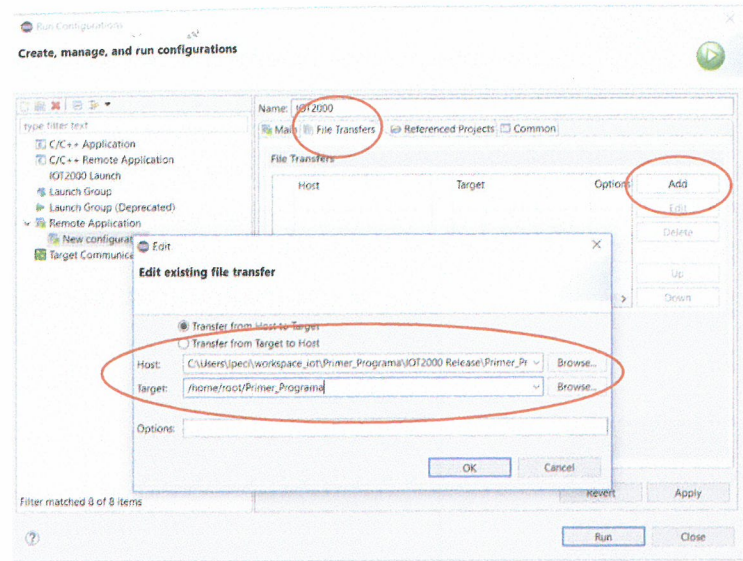 Run Configurations
Create, manage, and run configurations
type filter text
C/C++ Application
C/C++ Remote Application
IOT2000 Launch
Launch Group
Launch Group (Deprecated)
Remote Application
New configurat
Target Communice
Filter matched 8 of 8 items
Name: IOT2000
Main File Transfers Referenced Projects Common
File Transfers
Host Target Options
Add
Edit
Delete
Up
Down
Edit
Edit existing file transfer
Transfer from Host to Target
Transfer from Target to Host
Host: C:\Users\Ipeci\workspace_iot\Primer_Programa\IOT2000 Release\Primer_Pr Browse...
Target: /home/root/Primer_Programa Browse...
Options:
OK Cancel
Revert Apply
Run Close